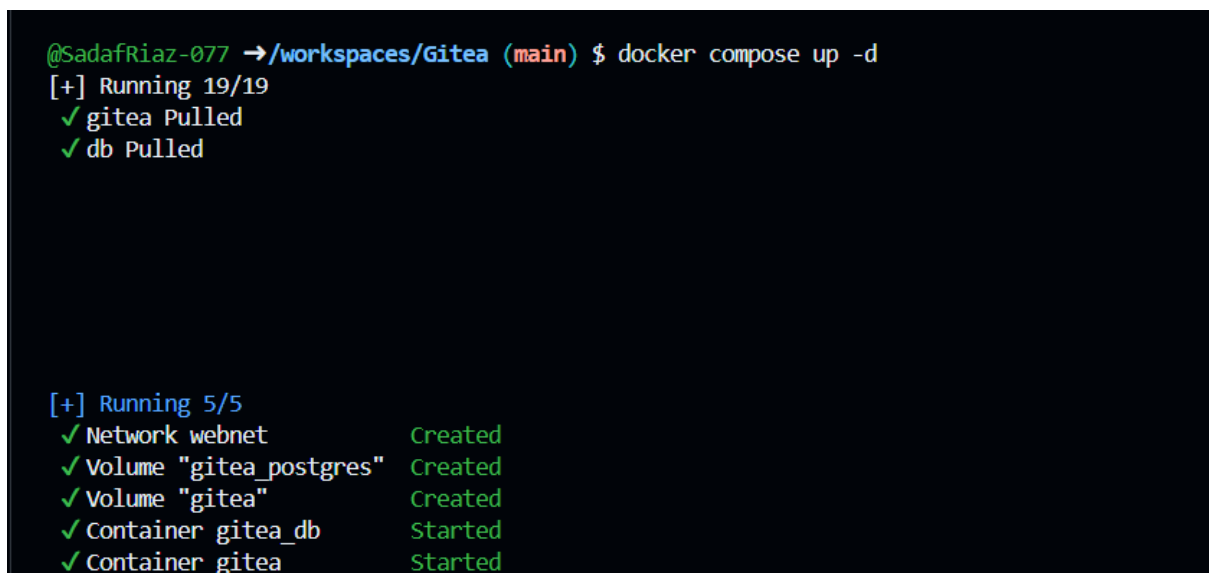 @SadafRiaz-077 →/workspaces/Gitea (main) $ docker compose up -d
[+] Running 19/19
✓ gitea Pulled
✓ db Pulled
[+] Running 5/5
✓ Network webnet Created
✓ Volume "gitea_postgres" Created
✓ Volume "gitea" Created
✓ Container gitea_db Started
✓ Container gitea Started